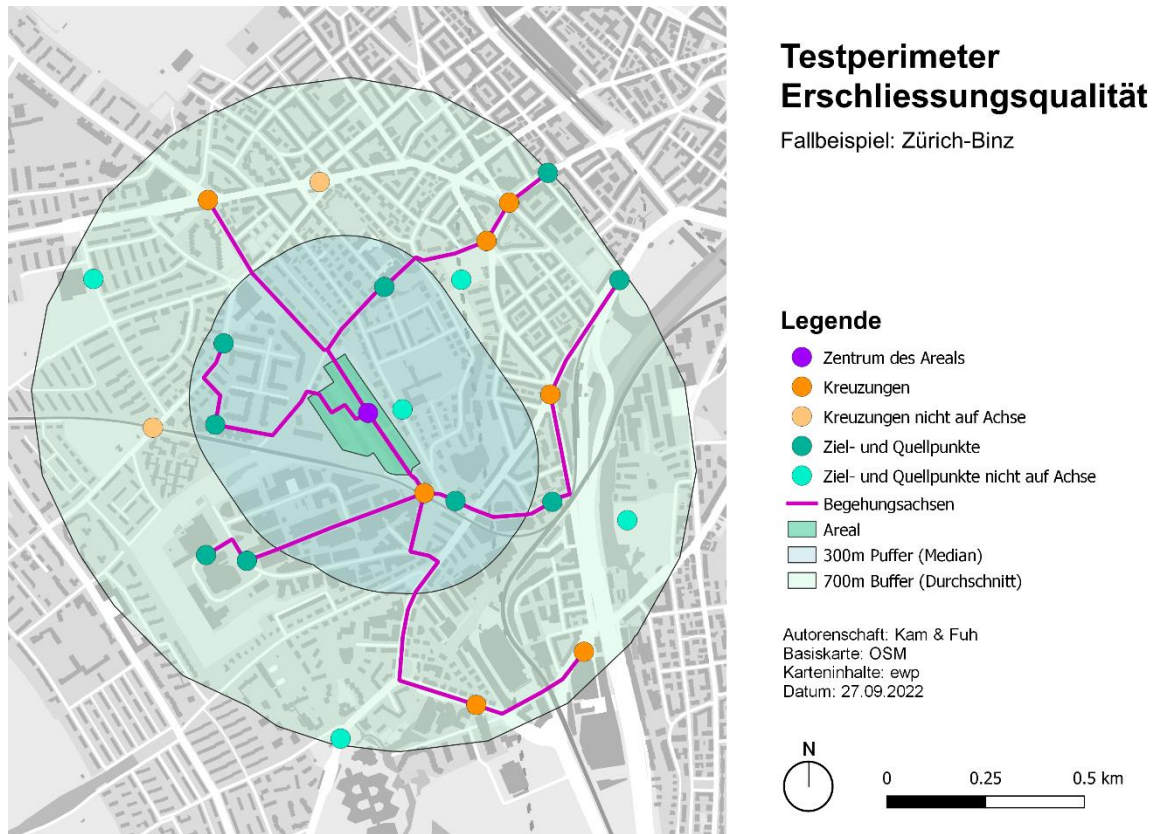 Testperimeter
Erschliessungsqualität
Fallbeispiel: Zürich-Binz
Legende
Zentrum des Areals
Kreuzungen
Kreuzungen nicht auf Achse
Ziel- und Quellpunkte
Ziel- und Quellpunkte nicht auf Achse
Begehungsachsen
Areal
300m Puffer (Median)
700m Buffer (Durchschnitt)
Autorenschaft: Kam & Fuh
Basiskarte: OSM
Karteninhalte: ewp
Datum: 27.09.2022
N
0 0.25 0.5 km